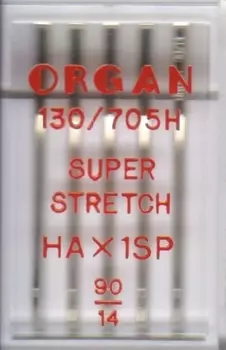 ORGAN
130/705H
SUPER
STRETCH
HA×1SP
90
14